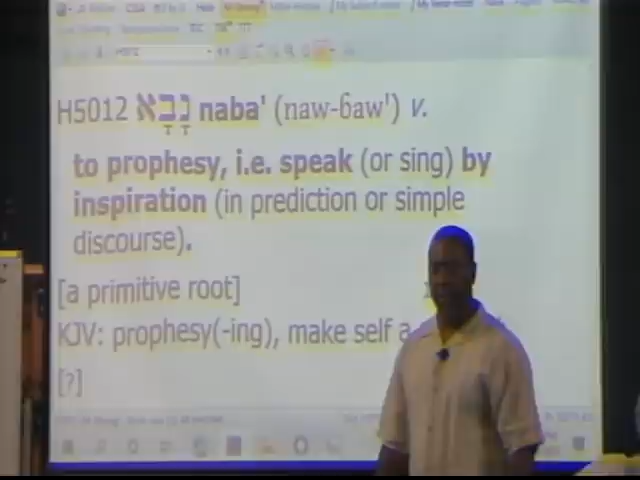 H5012 נָבָא naba' (naw-baw') v.
to prophesy, i.e. speak (or sing) by
inspiration (in prediction or simple
discourse).
[a primitive root]
KJV: prophesy(-ing), make self a
[?]